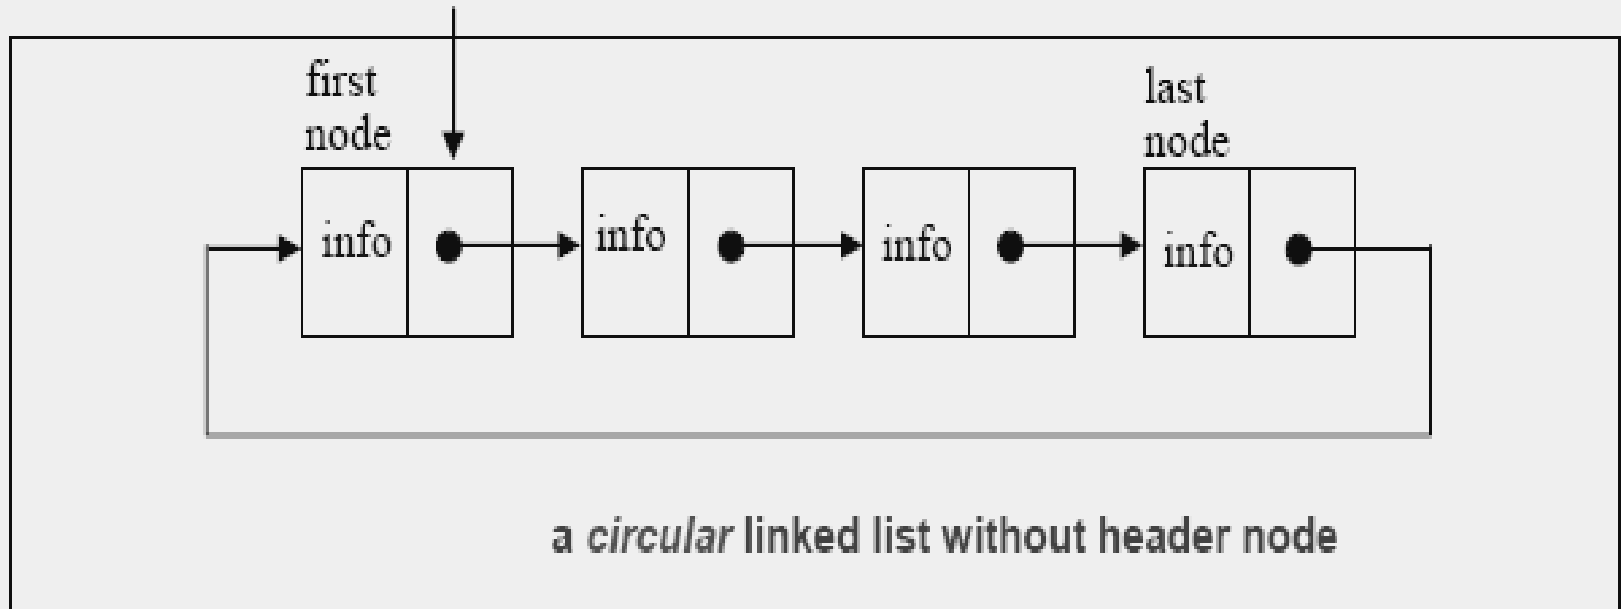 first
node
last
node
info
info
info
info
a circular linked list without header node